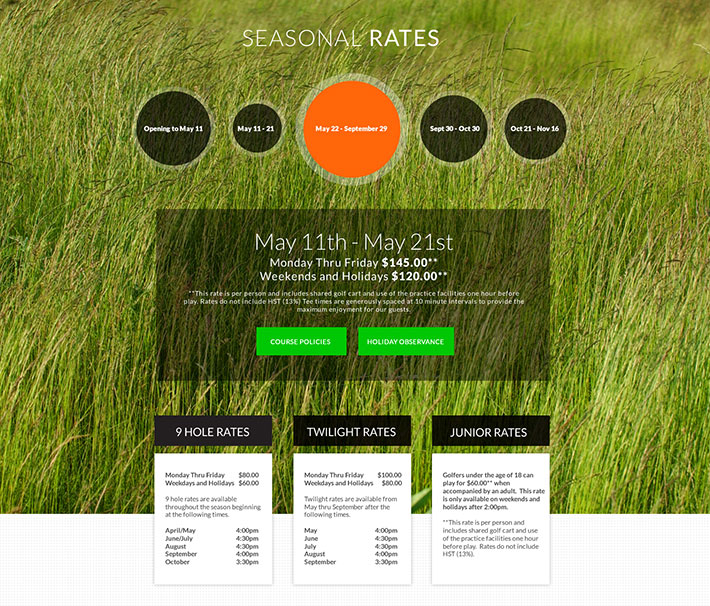 SEASONAL RATES
Opening to May 11
May 11 - 21
May 22 - September 29
Sept 30 - Oct 30
Oct 21 - Nov 16
May 11th - May 21st
Monday Thru Friday $145.00**
Weekends and Holidays $120.00**
**This rate is per person and includes shared golf cart and use of the practice facilities one hour before
play. Rates do not include HST (13%) Tee times are generously spaced at 10 minute intervals to provide the
maximum enjoyment for our guests.
COURSE POLICIES
HOLIDAY OBSERVANCE
9 HOLE RATES
Monday Thru Friday $80.00
Weekdays and Holidays $60.00
9 hole rates are available
throughout the season beginning
at the following times.
April/May 4:00pm
June/July 4:30pm
August 4:30pm
September 4:00pm
October 3:30pm
TWILIGHT RATES
Monday Thru Friday $100.00
Weekdays and Holidays $80.00
Twilight rates are available from
May thru September after the
following times.
May 4:00pm
June 4:30pm
July 4:30pm
August 4:00pm
September 3:30pm
JUNIOR RATES
Golfers under the age of 18 can
play for $60.00** when
accompanied by an adult. This rate
is only available on weekends and
holidays after 2:00pm.
**This rate is per person and
includes shared golf cart and use
of the practice facilities one hour
before play. Rates do not include
HST (13%).